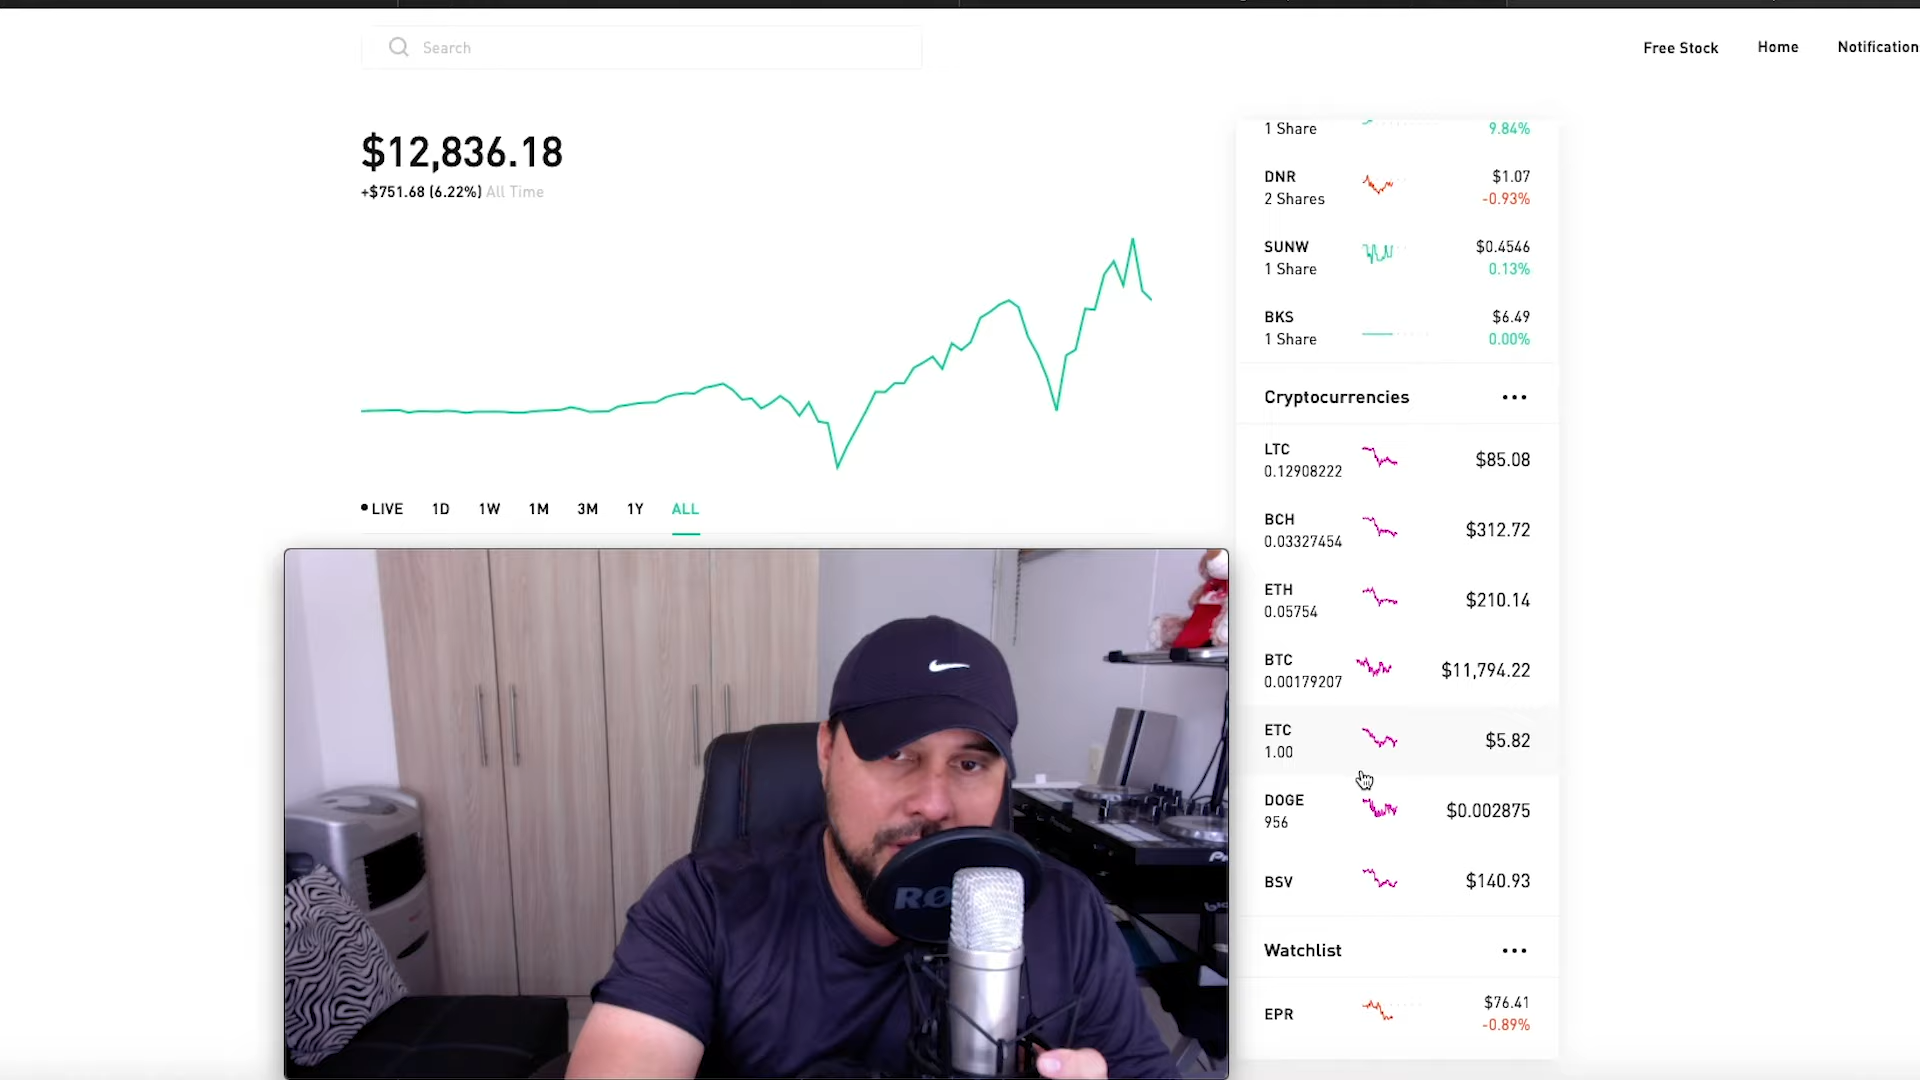 Search
Free Stock
Home
Notification
$12,836.18
+$751.68 (6.22%) All Time
LIVE 1D 1W 1M 3M 1Y ALL
1 Share 9.84%
DNR $1.07
2 Shares -0.93%
SUNW $0.4546
1 Share 0.13%
BKS $6.49
1 Share 0.00%
Cryptocurrencies
LTC $85.08
0.12908222
BCH $312.72
0.03327454
ETH $210.14
0.05754
BTC $11,794.22
0.00179207
ETC $5.82
1.00
DOGE $0.002875
956
BSV $140.93
Watchlist
EPR $76.41
-0.89%